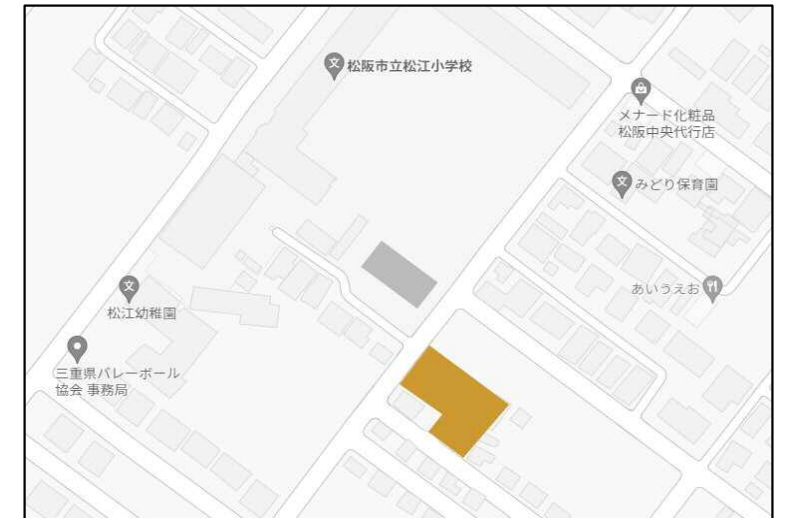 松阪市立松江小学校
メナード化粧品
松阪中央代行店
みどり保育園
あいうえお
松江幼稚園
三重県バレーボール
協会 事務局